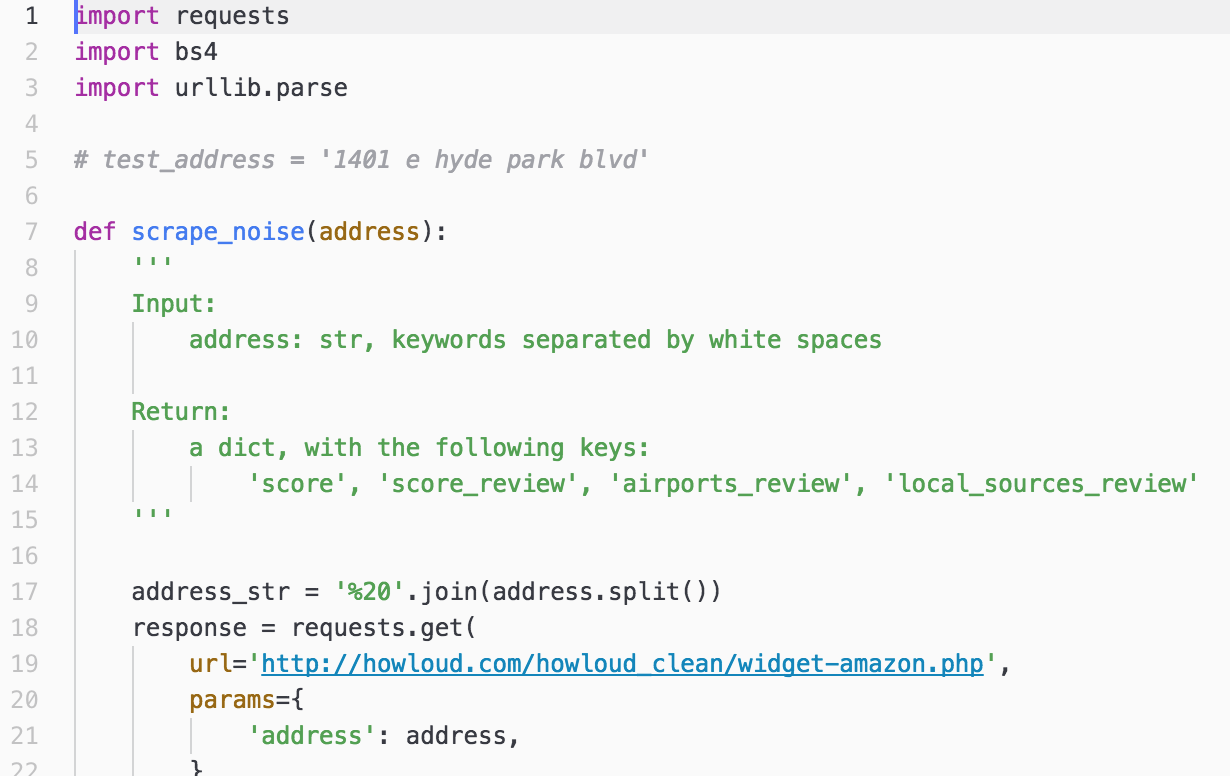 1 import requests
2 import bs4
3 import urllib.parse
4
5 # test_address = '1401 e hyde park blvd'
6
7 def scrape_noise(address):
8     '''
9     Input:
10         address: str, keywords separated by white spaces
11
12     Return:
13         a dict, with the following keys:
14             'score', 'score_review', 'airports_review', 'local_sources_review'
15     '''
16
17     address_str = '%20'.join(address.split())
18     response = requests.get(
19         url='http://howloud.com/howloud_clean/widget-amazon.php',
20         params={
21             'address': address,
22         }